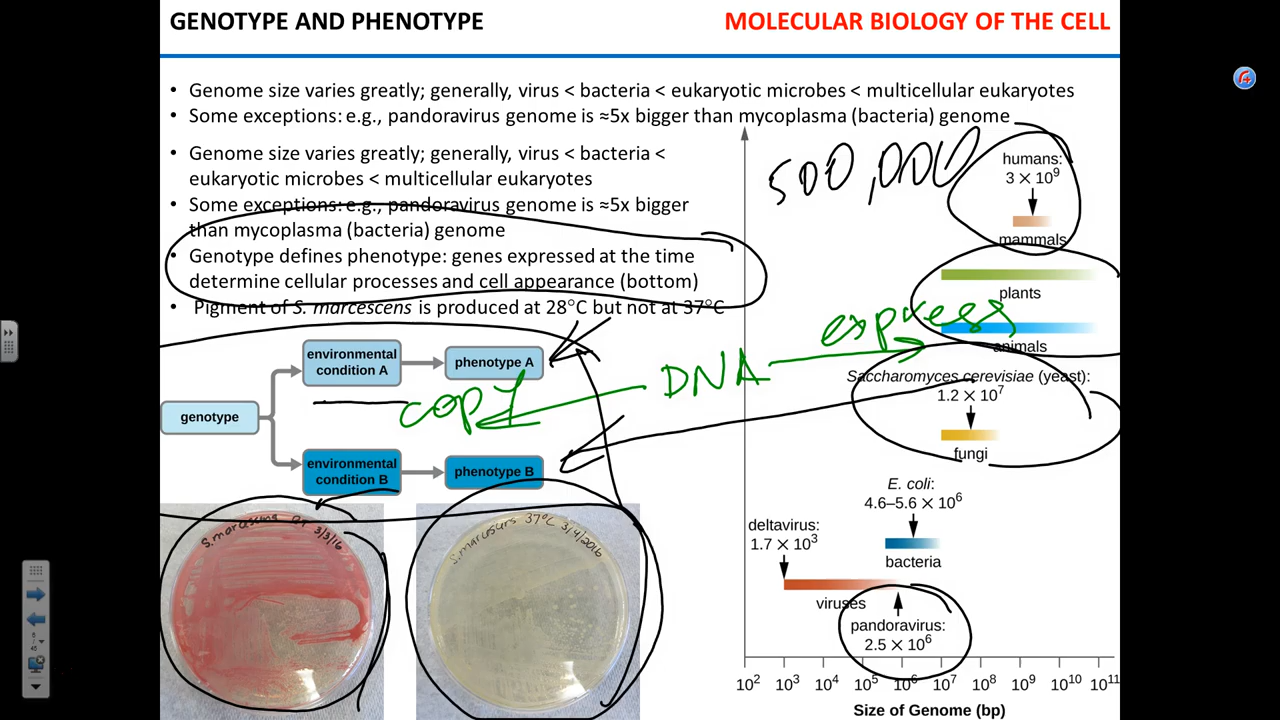 GENOTYPE AND PHENOTYPE
MOLECULAR BIOLOGY OF THE CELL
• Genome size varies greatly; generally, virus < bacteria < eukaryotic microbes < multicellular eukaryotes
• Some exceptions: e.g., pandoravirus genome is ≈5x bigger than mycoplasma (bacteria) genome
• Genome size varies greatly; generally, virus < bacteria <
eukaryotic microbes < multicellular eukaryotes
• Some exceptions: e.g., pandoravirus genome is ≈5x bigger
than mycoplasma (bacteria) genome
• Genotype defines phenotype: genes expressed at the time
determine cellular processes and cell appearance (bottom)
• Pigment of S. marcescens is produced at 28°C but not at 37°C
genotype
environmental
condition A
phenotype A
environmental
condition B
phenotype B
copy
DNA
express
500,000
S. marcescens RT 3/3/16
S. marcescens 37°C 3/4/2016
humans:
3 × 10⁹
mammals
plants
animals
Saccharomyces cerevisiae (yeast):
1.2 × 10⁷
fungi
E. coli:
4.6–5.6 × 10⁶
bacteria
deltavirus:
1.7 × 10³
viruses
pandoravirus:
2.5 × 10⁶
10² 10³ 10⁴ 10⁵ 10⁶ 10⁷ 10⁸ 10⁹ 10¹⁰ 10¹¹
Size of Genome (bp)